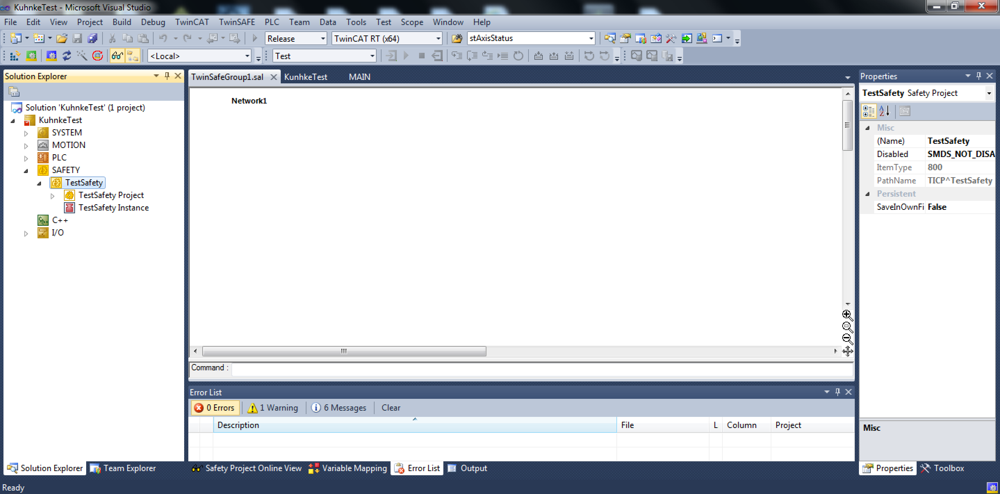 KuhnkeTest - Microsoft Visual Studio
File Edit View Project Build Debug TwinCAT TwinSAFE PLC Team Data Tools Test Scope Window Help
Release TwinCAT RT (x64) stAxisStatus
<Local> Test
Solution Explorer
Solution 'KuhnkeTest' (1 project)
KuhnkeTest
SYSTEM
MOTION
PLC
SAFETY
TestSafety
TestSafety Project
TestSafety Instance
C++
I/O
Solution Explorer Team Explorer
TwinSafeGroup1.sal KunhkeTest MAIN
Network1
Command :
Error List
0 Errors 1 Warning 6 Messages Clear
Description File L Column Project
Safety Project Online View Variable Mapping Error List Output
Properties
TestSafety Safety Project
Misc
(Name) TestSafety
Disabled SMDS_NOT_DISA
ItemType 800
PathName TICP^TestSafety
Persistent
SaveInOwnFi False
Misc
Properties Toolbox
Ready